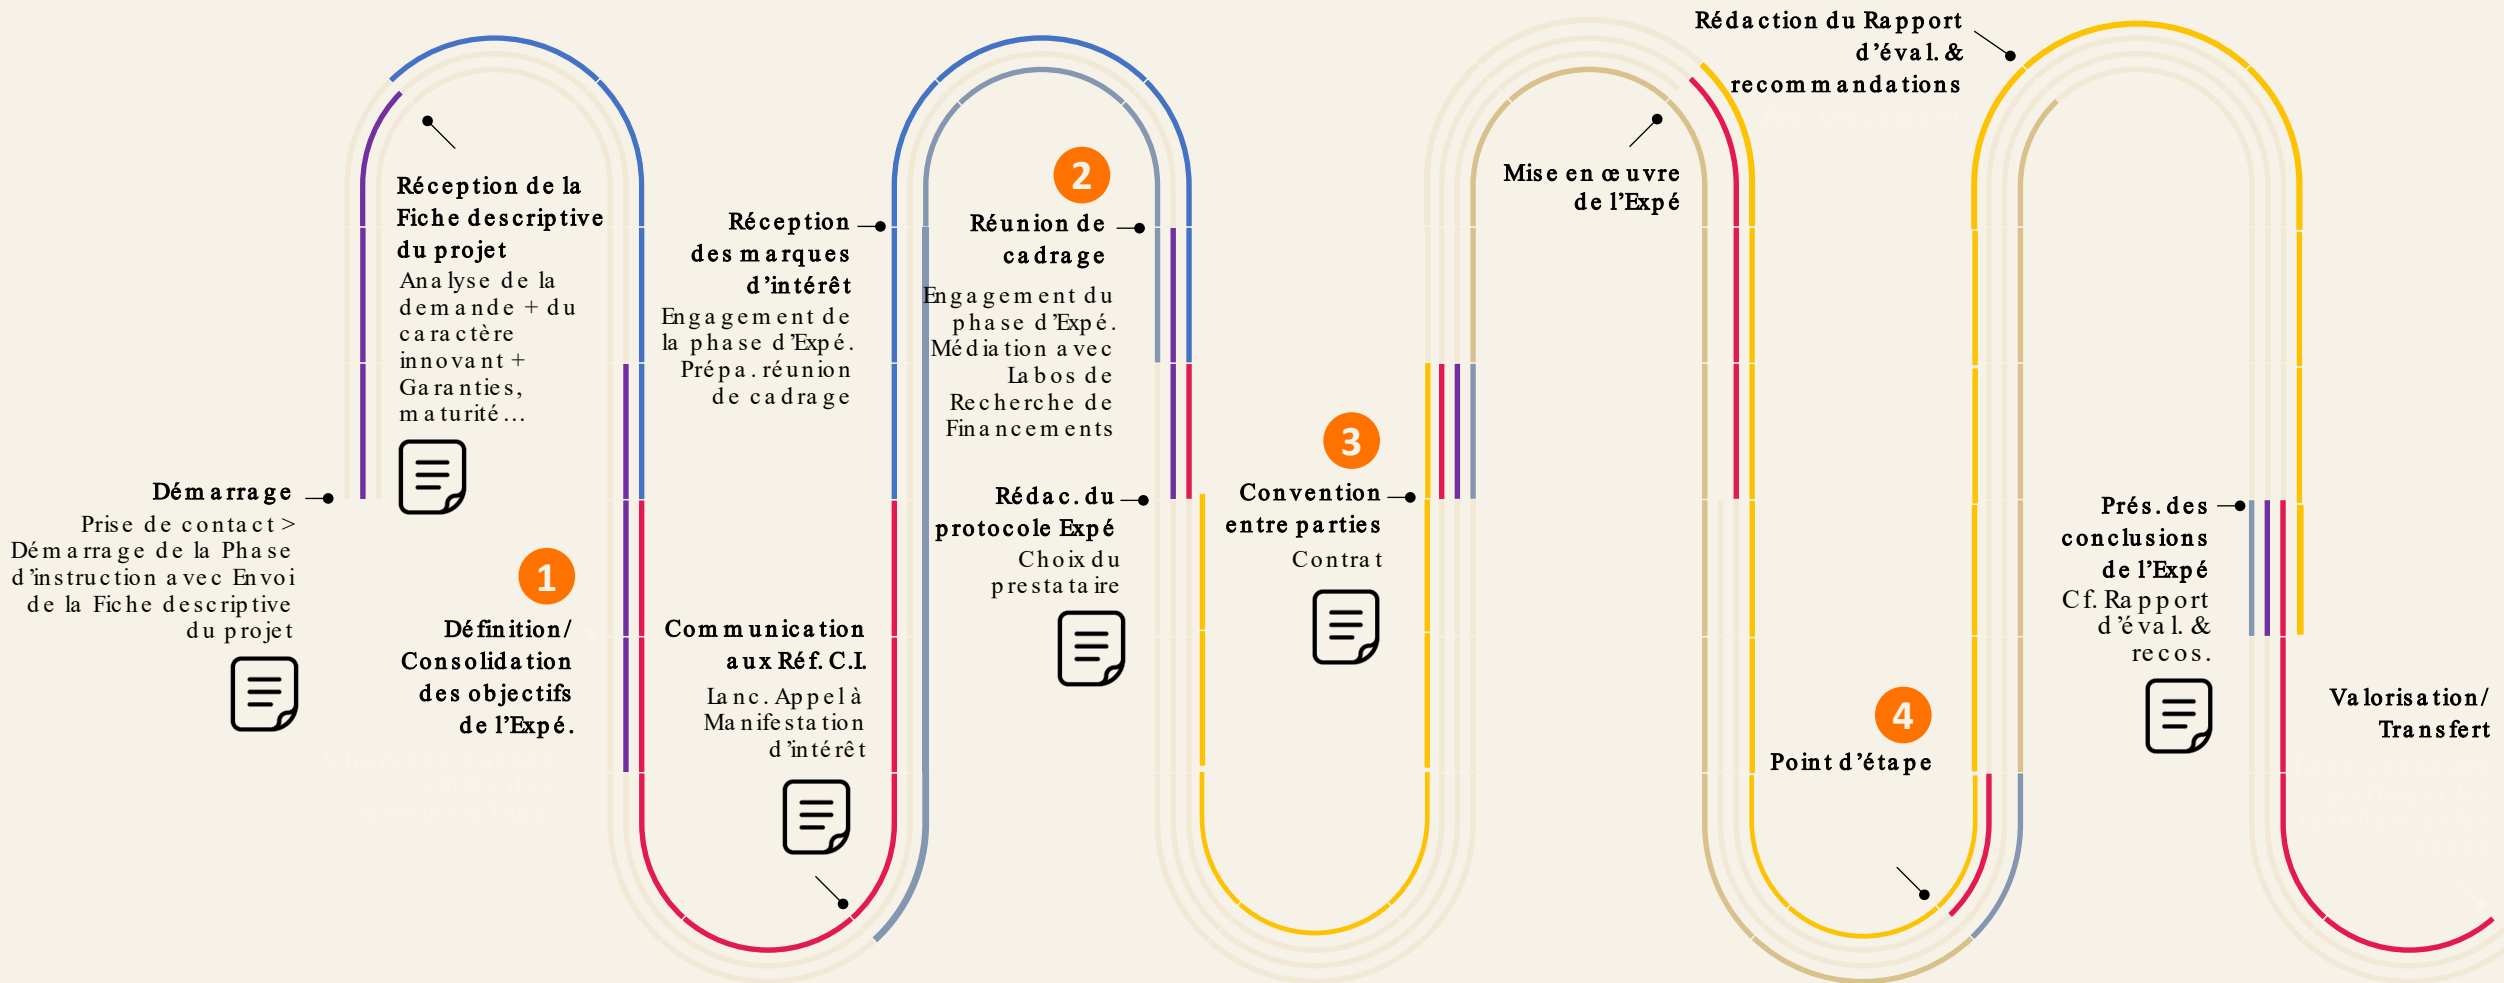 Démarrage
Prise de contact >
Démarrage de la Phase
d'instruction avec Envoi
de la Fiche descriptive
du projet
Réception de la
Fiche descriptive
du projet
Analyse de la
demande + du
caractère
innovant +
Garanties,
maturité…
1
Définition/
Consolidation
des objectifs
de l'Expé.
Communication
aux Réf. C.I.
Lanc. Appel à
Manifestation
d'intérêt
Réception
des marques
d'intérêt
Engagement de
la phase d'Expé.
Prépa. réunion
de cadrage
2
Réunion de
cadrage
Engagement du
phase d'Expé.
Médiation avec
Labos de
Recherche de
Financements
Rédac. du
protocole Expé
Choix du
prestataire
3
Convention
entre parties
Contrat
Mise en œuvre
de l'Expé
4
Point d'étape
Rédaction du Rapport
d'éval. &
recommandations
Prés. des
conclusions
de l'Expé
Cf. Rapport
d'éval. &
recos.
Valorisation/
Transfert